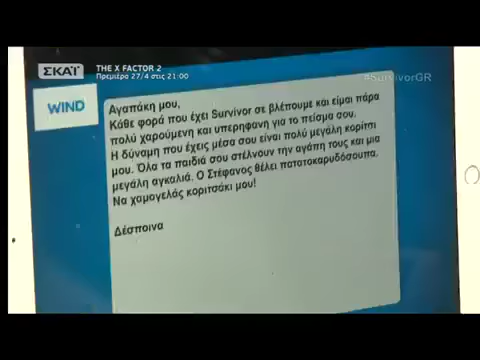 ΣΚΑΪ
THE X FACTOR 2
Πρεμιέρα 27/4 στις 21:00
#SurvivorGR
WIND
Αγαπάκη μου,
Κάθε φορά που έχει Survivor σε βλέπουμε και είμαι πάρα
πολύ χαρούμενη και υπερηφανη για το πείσμα σου.
Η δύναμη που έχεις μέσα σου είναι πολύ μεγάλη κορίτσι
μου. Όλα τα παιδιά σου στέλνουν την αγάπη τους και μια
μεγάλη αγκαλιά. Ο Στέφανος θέλει πατατοκαρυδόσουπα.
Να χαμογελάς κοριτσάκι μου!
Δέσποινα